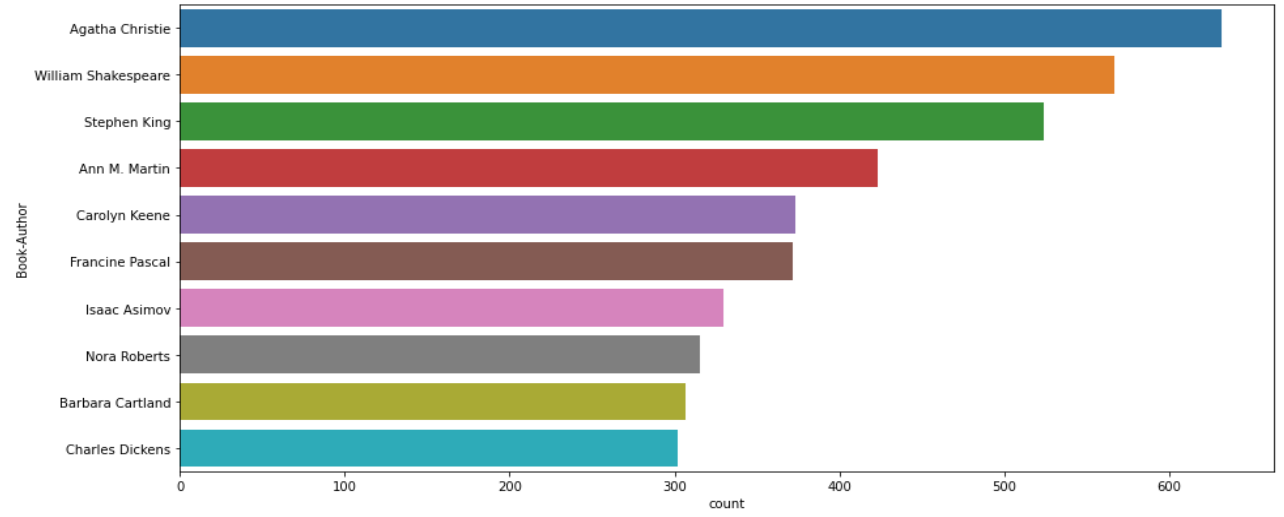 Agatha Christie
William Shakespeare
Stephen King
Ann M. Martin
Carolyn Keene
Francine Pascal
Isaac Asimov
Nora Roberts
Barbara Cartland
Charles Dickens
Book-Author
0 100 200 300 400 500 600
count